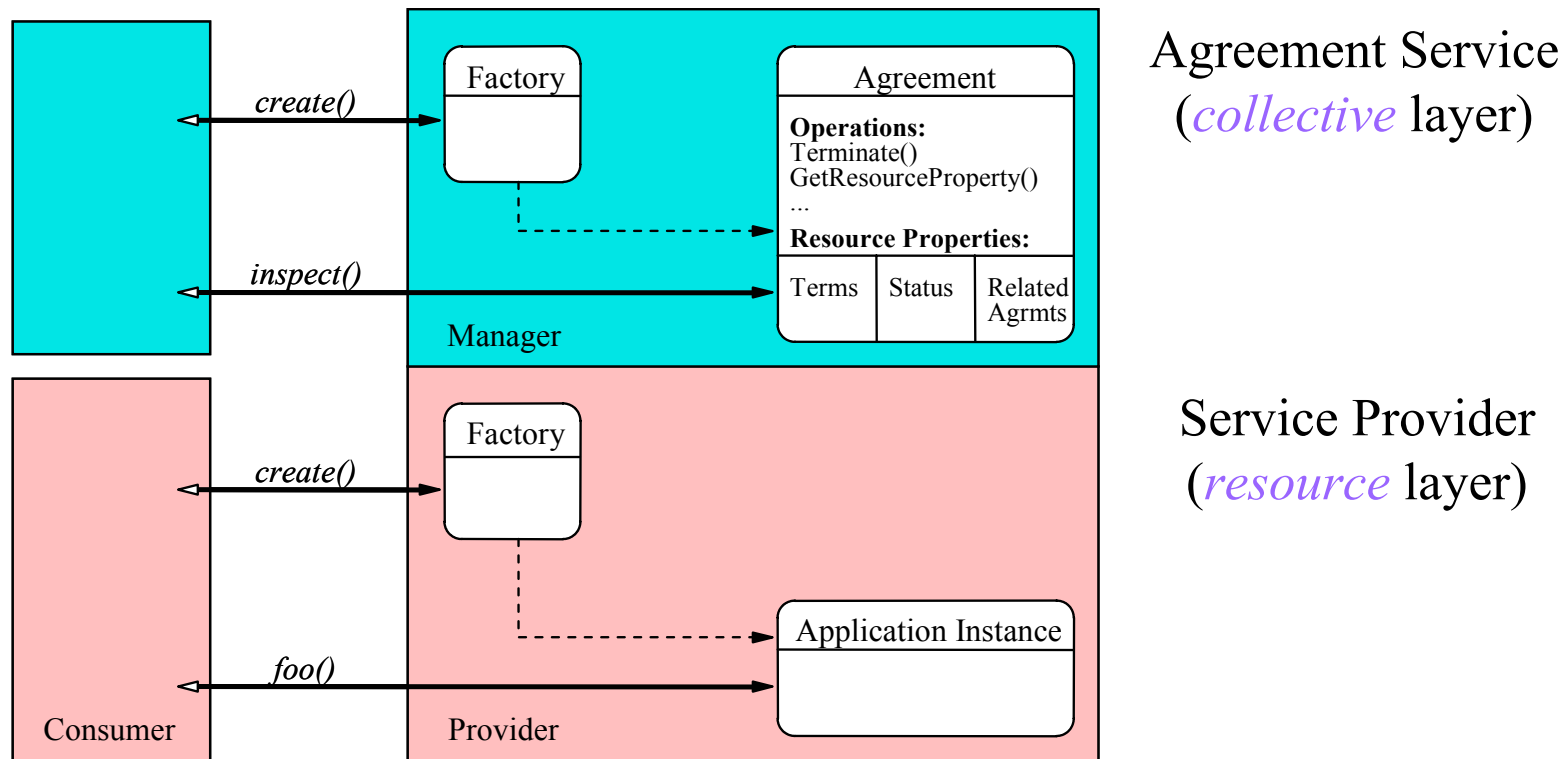 Agreement Service
(collective layer)
create()
Factory
Agreement
Operations:
Terminate()
GetResourceProperty()
...
Resource Properties:
inspect()
Terms
Status
Related
Agrmts
Manager
Service Provider
(resource layer)
create()
Factory
Application Instance
foo()
Consumer
Provider